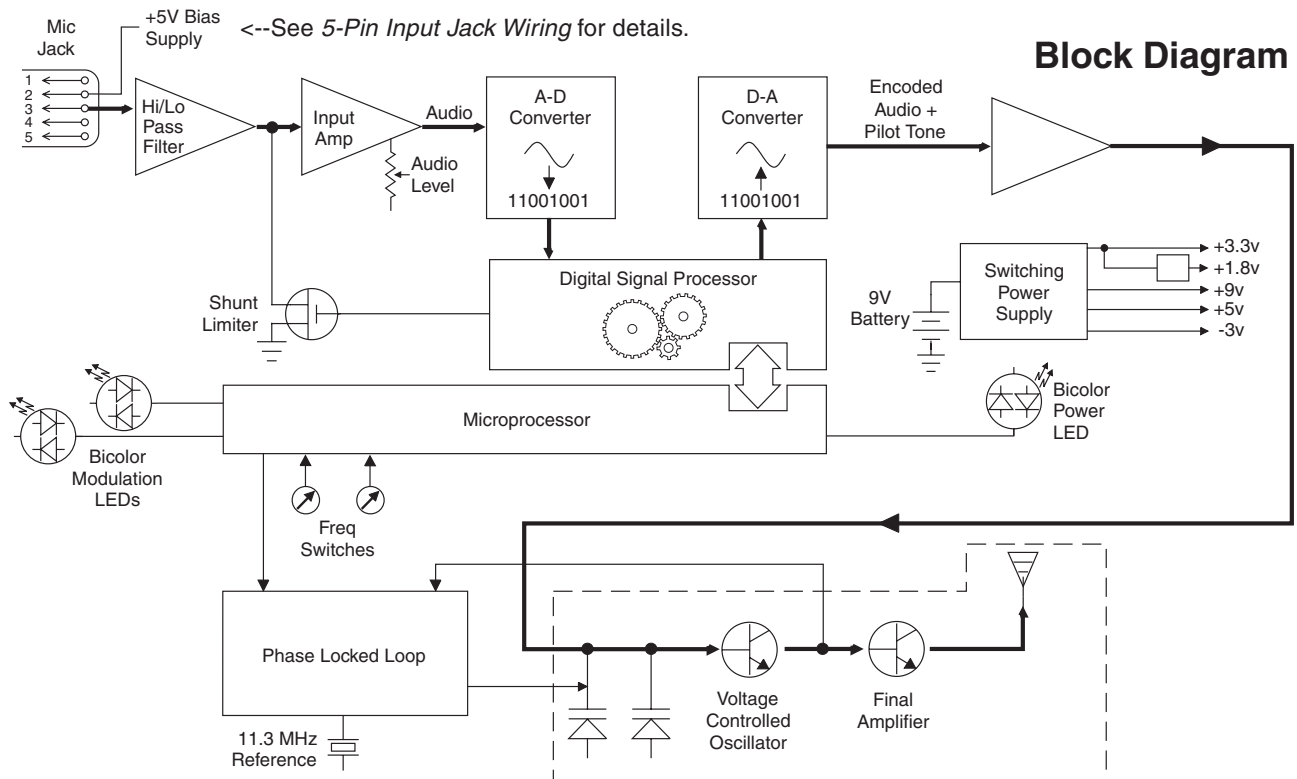 Mic
Jack
+5V Bias
Supply
<--See 5-Pin Input Jack Wiring for details.
Block Diagram
1
2
3
4
5
Hi/Lo
Pass
Filter
Input
Amp
Audio
Audio
Level
A-D
Converter
11001001
D-A
Converter
11001001
Encoded
Audio +
Pilot Tone
Digital Signal Processor
Shunt
Limiter
9V
Battery
Switching
Power
Supply
+3.3v
+1.8v
+9v
+5v
-3v
Microprocessor
Bicolor
Power
LED
Bicolor
Modulation
LEDs
Freq
Switches
Phase Locked Loop
11.3 MHz
Reference
Voltage
Controlled
Oscillator
Final
Amplifier